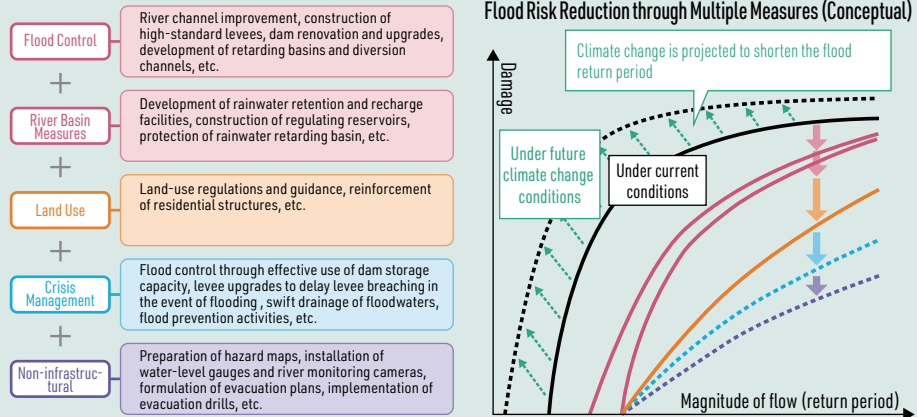 Flood Control
River channel improvement, construction of
high-standard levees, dam renovation and upgrades,
development of retarding basins and diversion
channels, etc.
+
River Basin
Measures
Development of rainwater retention and recharge
facilities, construction of regulating reservoirs,
protection of rainwater retarding basin, etc.
+
Land Use
Land-use regulations and guidance, reinforcement
of residential structures, etc.
+
Crisis
Management
Flood control through effective use of dam storage
capacity, levee upgrades to delay levee breaching in
the event of flooding , swift drainage of floodwaters,
flood prevention activities, etc.
+
Non-infrastruc-
tural
Preparation of hazard maps, installation of
water-level gauges and river monitoring cameras,
formulation of evacuation plans, implementation of
evacuation drills, etc.
Flood Risk Reduction through Multiple Measures (Conceptual)
Damage
Climate change is projected to shorten the flood
return period
Under future
climate change
conditions
Under current
conditions
Magnitude of flow (return period)